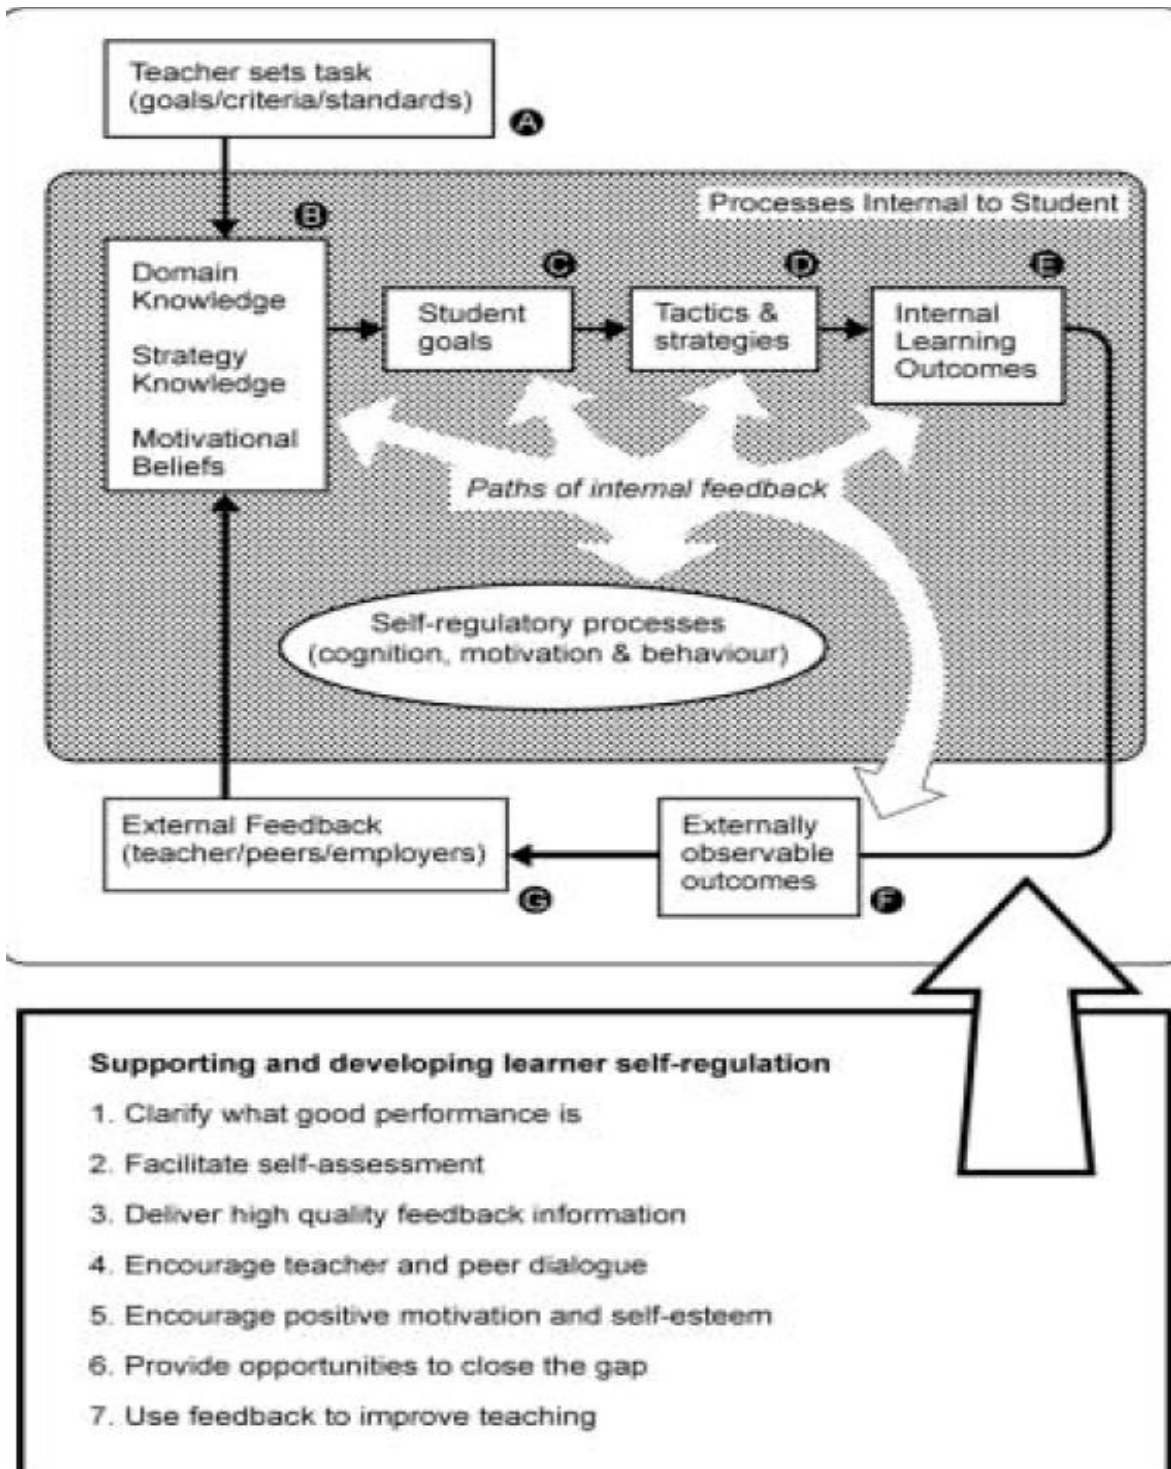 Teacher sets task
(goals/criteria/standards)
A
Processes Internal to Student
B
Domain
Knowledge
Strategy
Knowledge
Motivational
Beliefs
C
Student
goals
D
Tactics &
strategies
E
Internal
Learning
Outcomes
Paths of internal feedback
Self-regulatory processes
(cognition, motivation & behaviour)
External Feedback
(teacher/peers/employers)
G
Externally
observable
outcomes
F
Supporting and developing learner self-regulation
1. Clarify what good performance is
2. Facilitate self-assessment
3. Deliver high quality feedback information
4. Encourage teacher and peer dialogue
5. Encourage positive motivation and self-esteem
6. Provide opportunities to close the gap
7. Use feedback to improve teaching